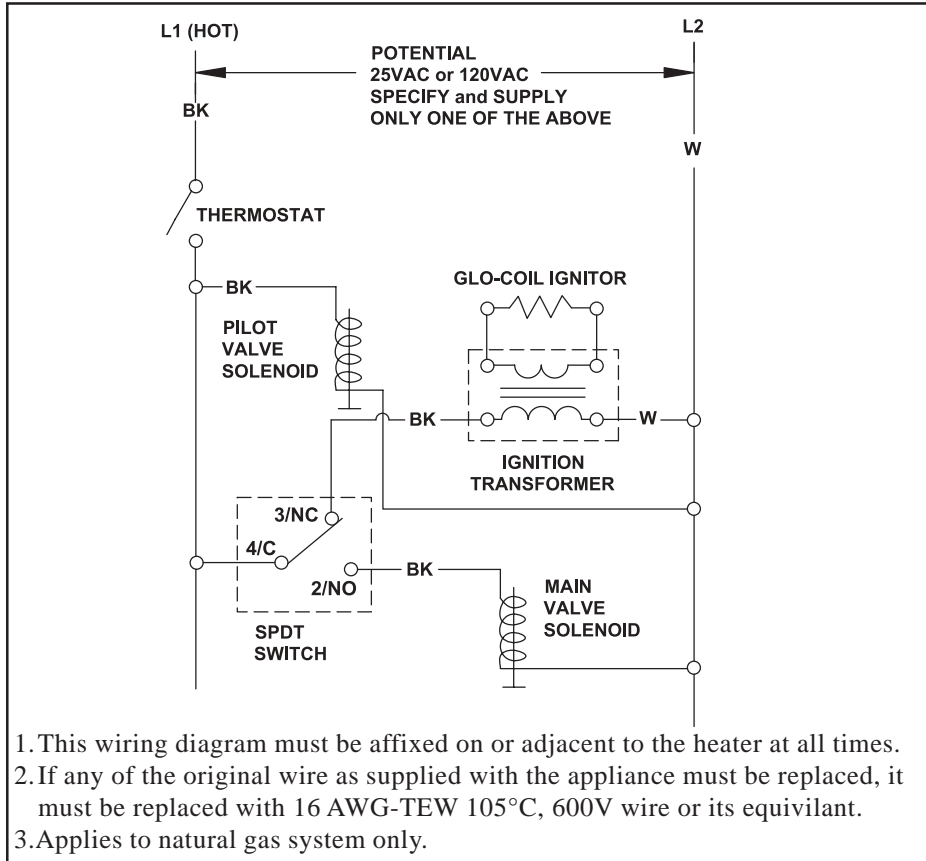 L1 (HOT)
L2
POTENTIAL
25VAC or 120VAC
SPECIFY and SUPPLY
ONLY ONE OF THE ABOVE
BK
W
THERMOSTAT
BK
GLO-COIL IGNITOR
PILOT
VALVE
SOLENOID
BK
W
IGNITION
TRANSFORMER
3/NC
4/C
2/NO
BK
MAIN
VALVE
SOLENOID
SPDT
SWITCH
1.This wiring diagram must be affixed on or adjacent to the heater at all times.
2.If any of the original wire as supplied with the appliance must be replaced, it
must be replaced with 16 AWG-TEW 105°C, 600V wire or its equivilant.
3.Applies to natural gas system only.